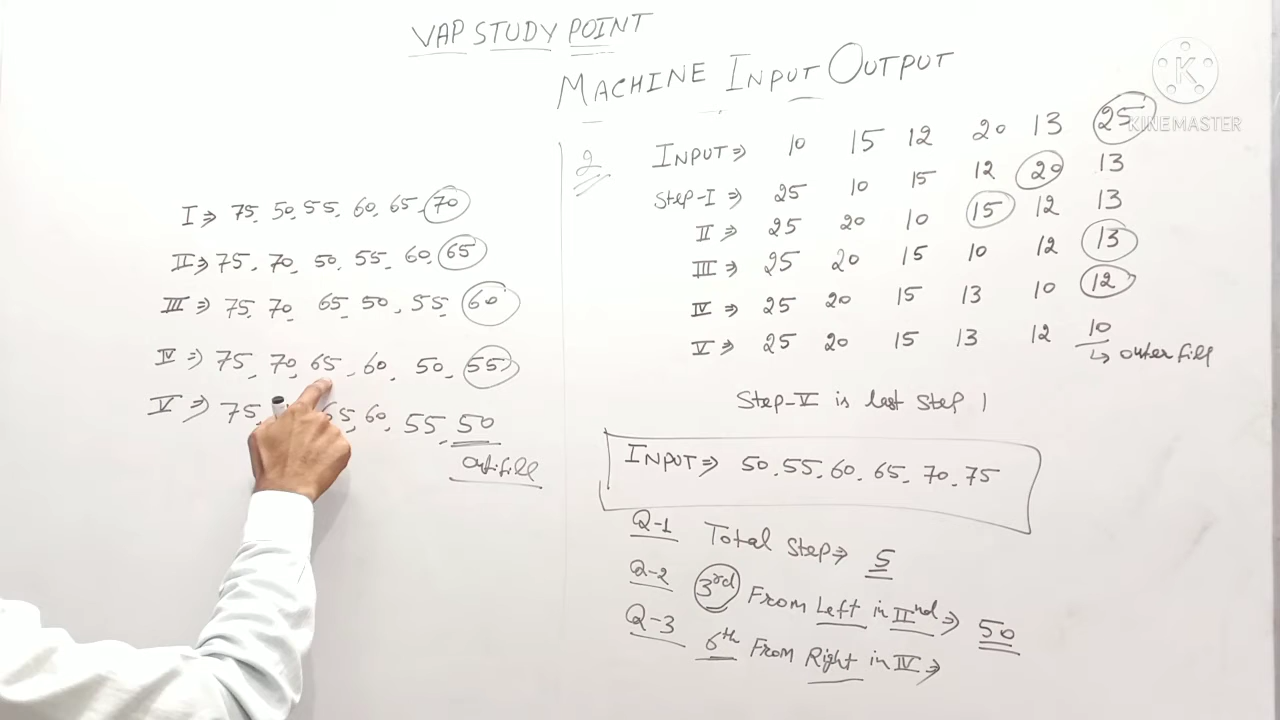 VAP STUDY POINT
MACHINE INPUT OUTPUT
KINEMASTER
I ⇒ 75, 50, 55, 60, 65, 70
II ⇒ 75, 70, 50, 55, 60, 65
III ⇒ 75, 70, 65, 50, 55, 60
IV ⇒ 75, 70, 65, 60, 50, 55
V ⇒ 75, 65, 60, 55, 50
2
INPUT ⇒ 10 15 12 20 13 25
Step-I ⇒ 25 10 15 12 20 13
II ⇒ 25 20 10 15 12 13
III ⇒ 25 20 15 10 12 13
IV ⇒ 25 20 15 13 10 12
V ⇒ 25 20 15 13 12 10
↳ outerfill
Step-V is last step |
INPUT ⇒ 50, 55, 60, 65, 70, 75
Q-1 Total Step ⇒ 5
Q-2 3rd From Left in IInd ⇒ 50
Q-3 6th From Right in IV ⇒